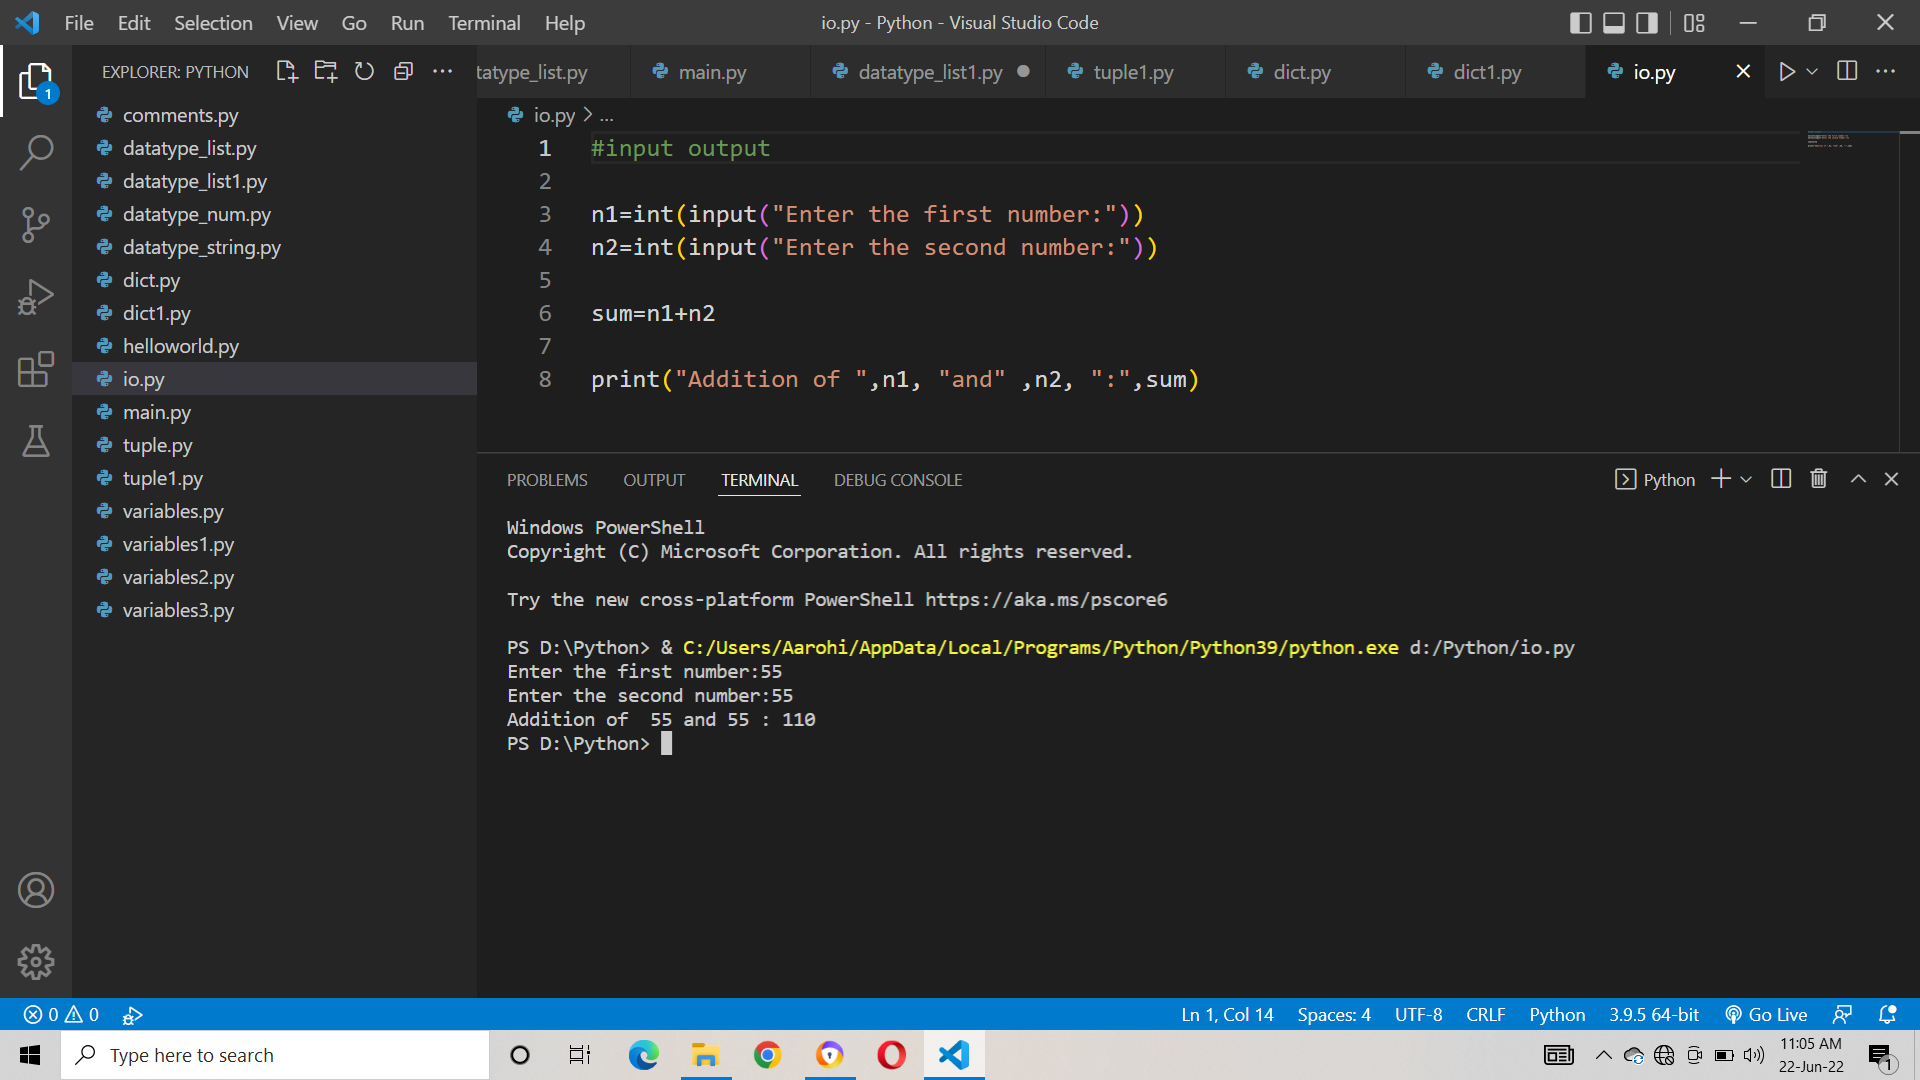 File Edit Selection View Go Run Terminal Help
io.py - Python - Visual Studio Code
EXPLORER: PYTHON
tatype_list.py main.py datatype_list1.py tuple1.py dict.py dict1.py io.py
1
comments.py
datatype_list.py
datatype_list1.py
datatype_num.py
datatype_string.py
dict.py
dict1.py
helloworld.py
io.py
main.py
tuple.py
tuple1.py
variables.py
variables1.py
variables2.py
variables3.py
io.py > ...
1 #input output
2
3 n1=int(input("Enter the first number:"))
4 n2=int(input("Enter the second number:"))
5
6 sum=n1+n2
7
8 print("Addition of ",n1, "and" ,n2, ":",sum)
PROBLEMS OUTPUT TERMINAL DEBUG CONSOLE
Python
Windows PowerShell
Copyright (C) Microsoft Corporation. All rights reserved.
Try the new cross-platform PowerShell https://aka.ms/pscore6
PS D:\Python> & C:/Users/Aarohi/AppData/Local/Programs/Python/Python39/python.exe d:/Python/io.py
Enter the first number:55
Enter the second number:55
Addition of  55 and 55 : 110
PS D:\Python>
0 0
Ln 1, Col 14 Spaces: 4 UTF-8 CRLF Python 3.9.5 64-bit Go Live
Type here to search
11:05 AM
22-Jun-22
1